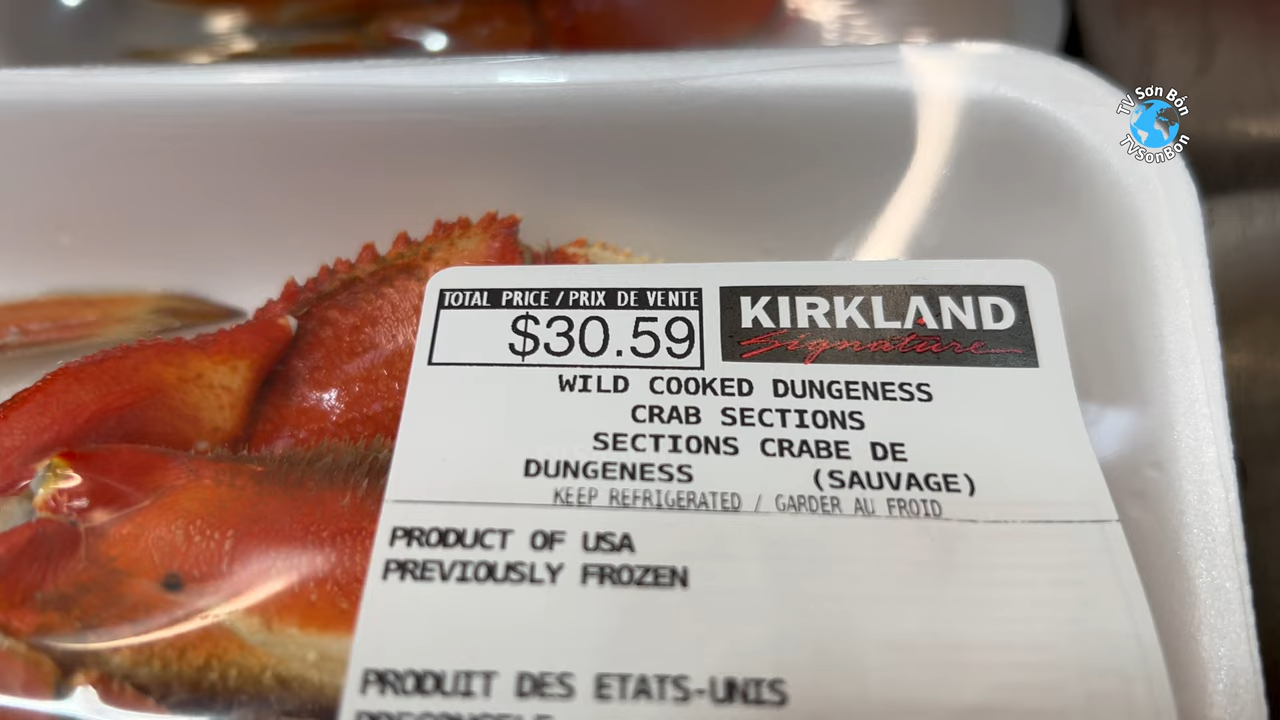 TV Sơn Bốn
TVSonBon
TOTAL PRICE / PRIX DE VENTE
$30.59
KIRKLAND
Signature
WILD COOKED DUNGENESS
CRAB SECTIONS
SECTIONS CRABE DE
DUNGENESS (SAUVAGE)
KEEP REFRIGERATED / GARDER AU FROID
PRODUCT OF USA
PREVIOUSLY FROZEN
PRODUIT DES ETATS-UNIS